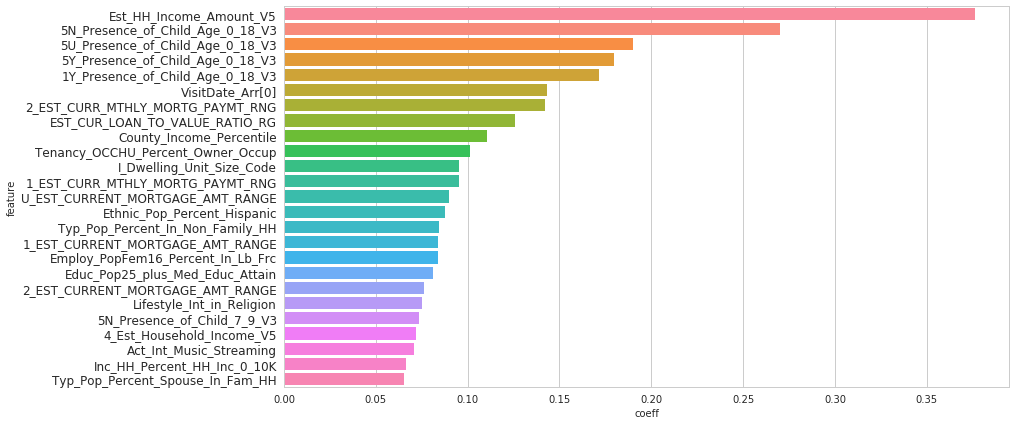 Est_HH_Income_Amount_V5
5N_Presence_of_Child_Age_0_18_V3
5U_Presence_of_Child_Age_0_18_V3
5Y_Presence_of_Child_Age_0_18_V3
1Y_Presence_of_Child_Age_0_18_V3
VisitDate_Arr[0]
2_EST_CURR_MTHLY_MORTG_PAYMT_RNG
EST_CUR_LOAN_TO_VALUE_RATIO_RG
County_Income_Percentile
Tenancy_OCCHU_Percent_Owner_Occup
I_Dwelling_Unit_Size_Code
1_EST_CURR_MTHLY_MORTG_PAYMT_RNG
U_EST_CURRENT_MORTGAGE_AMT_RANGE
Ethnic_Pop_Percent_Hispanic
Typ_Pop_Percent_In_Non_Family_HH
1_EST_CURRENT_MORTGAGE_AMT_RANGE
Employ_PopFem16_Percent_In_Lb_Frc
Educ_Pop25_plus_Med_Educ_Attain
2_EST_CURRENT_MORTGAGE_AMT_RANGE
Lifestyle_Int_in_Religion
5N_Presence_of_Child_7_9_V3
4_Est_Household_Income_V5
Act_Int_Music_Streaming
Inc_HH_Percent_HH_Inc_0_10K
Typ_Pop_Percent_Spouse_In_Fam_HH
feature
0.00 0.05 0.10 0.15 0.20 0.25 0.30 0.35
coeff